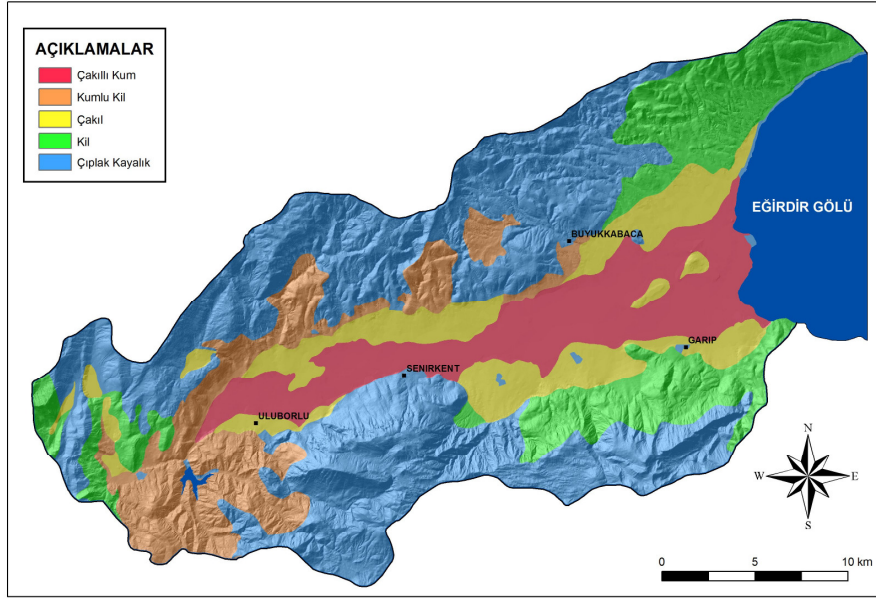 AÇIKLAMALAR
Çakıllı Kum
Kumlu Kil
Çakıl
Kil
Çıplak Kayalık
EĞİRDİR GÖLÜ
BÜYÜKKABACA
GARIP
SENIRKENT
ULUBORLU
N
W E
S
0 5 10 km